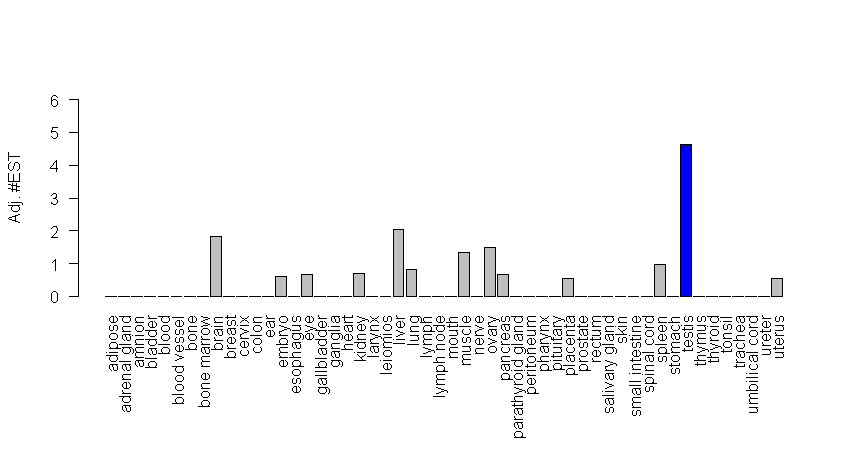 Adj. #EST
6
5
4
3
2
1
0
adipose
adrenal gland
amnion
bladder
blood
blood vessel
bone
bone marrow
brain
breast
cervix
colon
ear
embryo
esophagus
eye
gallbladder
ganglia
heart
kidney
larynx
leiomios
liver
lung
lymph
lymph node
mouth
muscle
nerve
ovary
pancreas
parathyroid gland
peritoneum
pharynx
pituitary
placenta
prostate
rectum
salivary gland
skin
small intestine
spinal cord
spleen
stomach
testis
thymus
thyroid
tonsil
trachea
umbilical cord
ureter
uterus